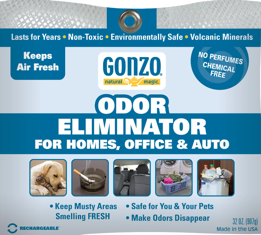 Lasts for Years • Non-Toxic • Environmentally Safe • Volcanic Minerals
Keeps
Air Fresh
GONZO
natural magic
NO PERFUMES
CHEMICAL
FREE
ODOR
ELIMINATOR
FOR HOMES, OFFICE & AUTO
• Keep Musty Areas
Smelling FRESH
• Safe for You & Your Pets
• Make Odors Disappear
32 OZ. (907g)
RECHARGEABLE
Made in the USA